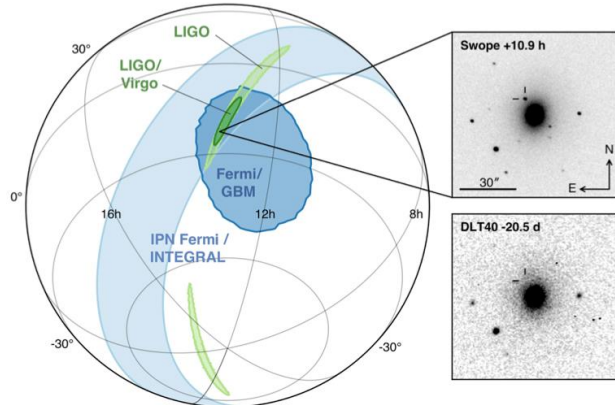 LIGO
LIGO/
Virgo
30°
Fermi/
GBM
0°
16h
12h
8h
IPN Fermi /
INTEGRAL
-30°
-30°
Swope +10.9 h
N
30"
E
DLT40 -20.5 d